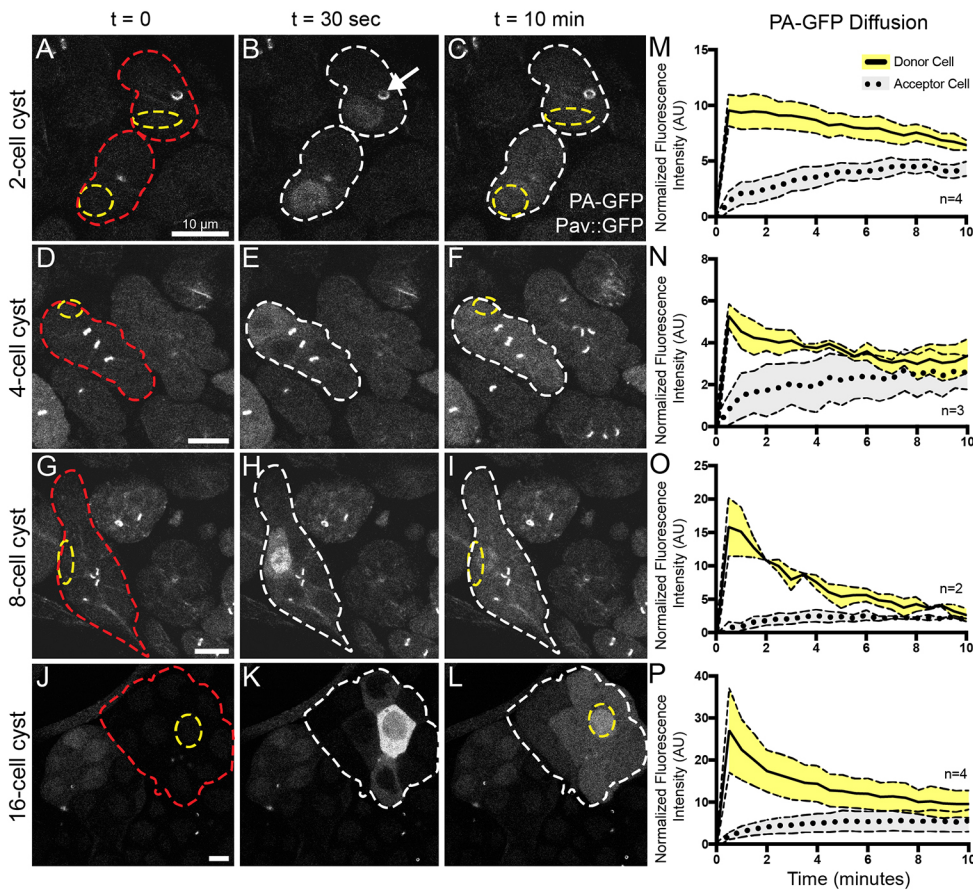 t = 0
t = 30 sec
t = 10 min
PA-GFP Diffusion
2-cell cyst
A
10 µm
B
C
PA-GFP
Pav::GFP
M
Normalized Fluorescence
Intensity (AU)
15
10
5
0
Donor Cell
Acceptor Cell
n=4
0 2 4 6 8 10
4-cell cyst
D
E
F
N
Normalized Fluorescence
Intensity (AU)
8
6
4
2
0
n=3
0 2 4 6 8 10
8-cell cyst
G
H
I
O
Normalized Fluorescence
Intensity (AU)
25
20
15
10
5
0
n=2
0 2 4 6 8 10
16-cell cyst
J
K
L
P
Normalized Fluorescence
Intensity (AU)
40
30
20
10
0
n=4
0 2 4 6 8 10
Time (minutes)